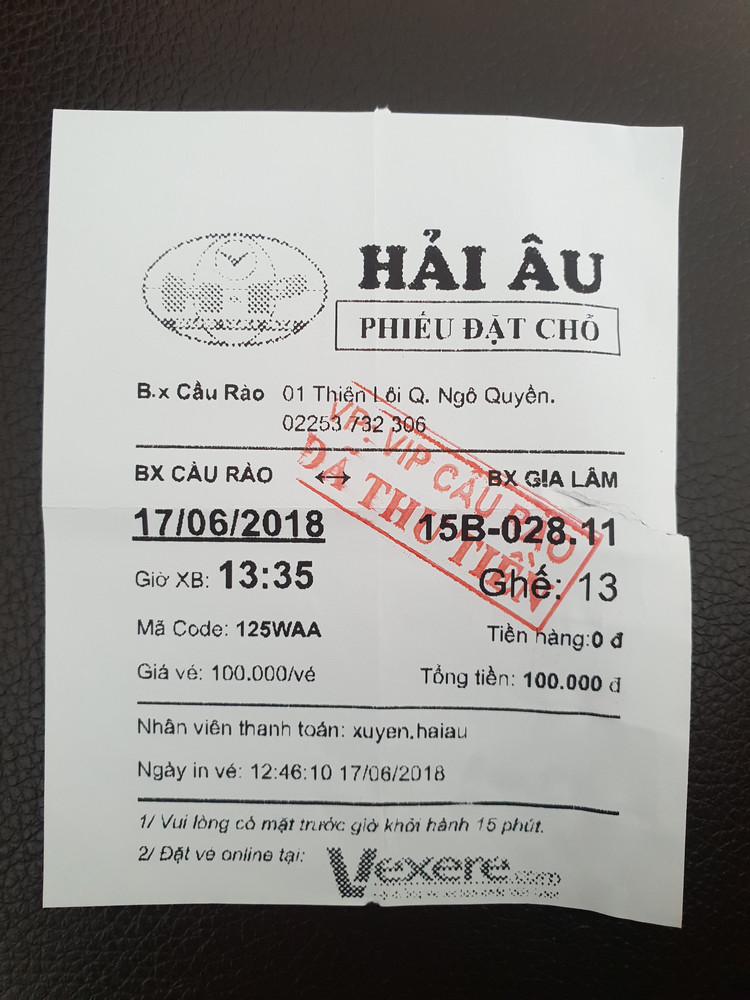 HẢI ÂU
PHIẾU ĐẶT CHỖ
B.x Cầu Rào 01 Thiên Lôi Q. Ngô Quyền.
02253 732 306
VP. VIP CẦU RÀO
ĐÃ THU TIỀN
BX CẦU RÀO ↔ BX GIA LÂM
17/06/2018 15B-028.11
Giờ XB: 13:35 Ghế: 13
Mã Code: 125WAA Tiền hàng:0 đ
Giá vé: 100.000/vé Tổng tiền: 100.000 đ
Nhân viên thanh toán: xuyen.haiau
Ngày in vé: 12:46:10 17/06/2018
1/ Vui lòng có mặt trước giờ khởi hành 15 phút.
2/ Đặt vé online tại: Vexere.com